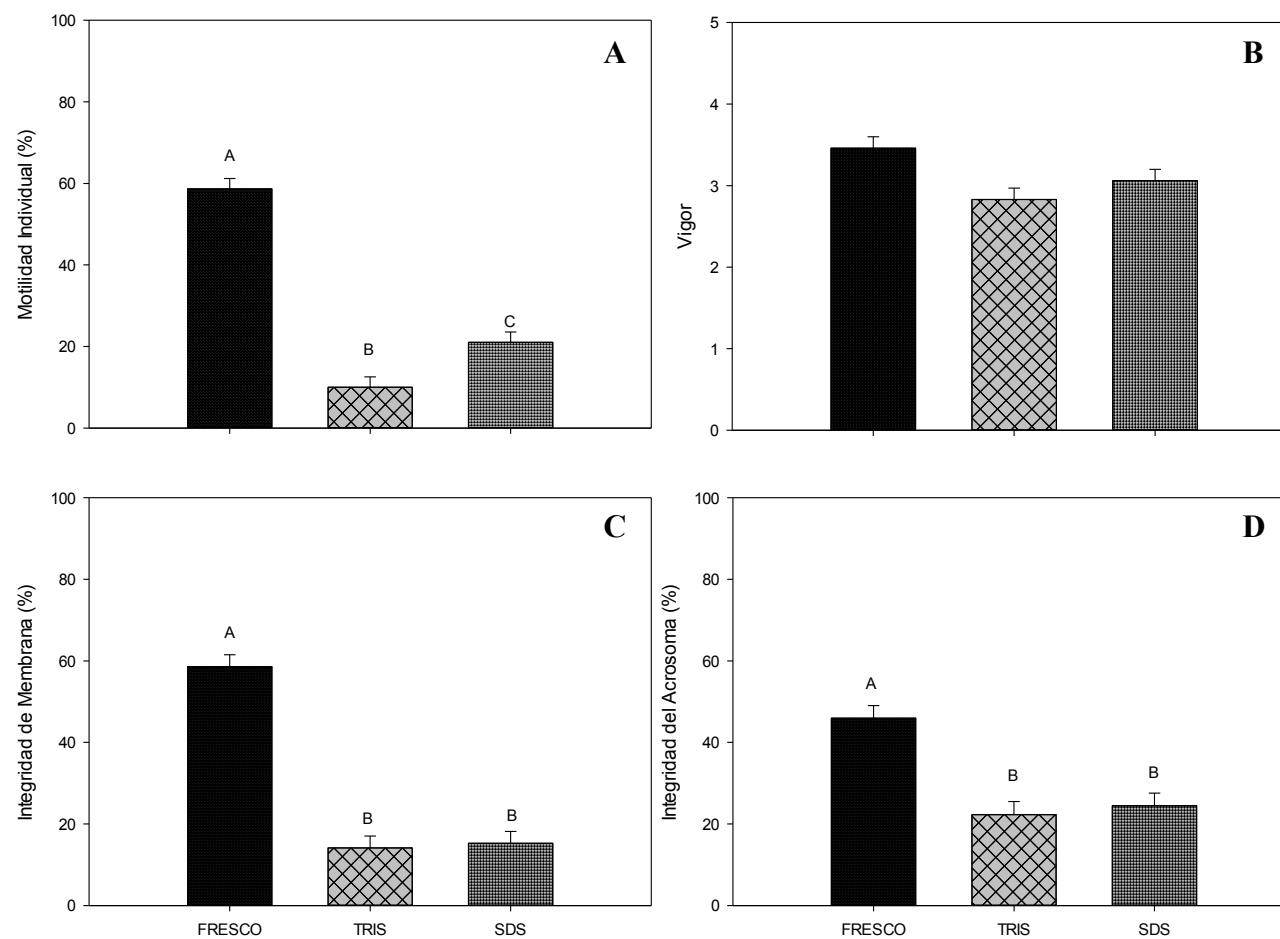 A
Motilidad Individual (%)
100
80
60
40
20
0
A
B
C
B
Vigor
5
4
3
2
1
0
C
Integridad de Membrana (%)
100
80
60
40
20
0
A
B
B
FRESCO TRIS SDS
D
Integridad del Acrosoma (%)
100
80
60
40
20
0
A
B
B
FRESCO TRIS SDS